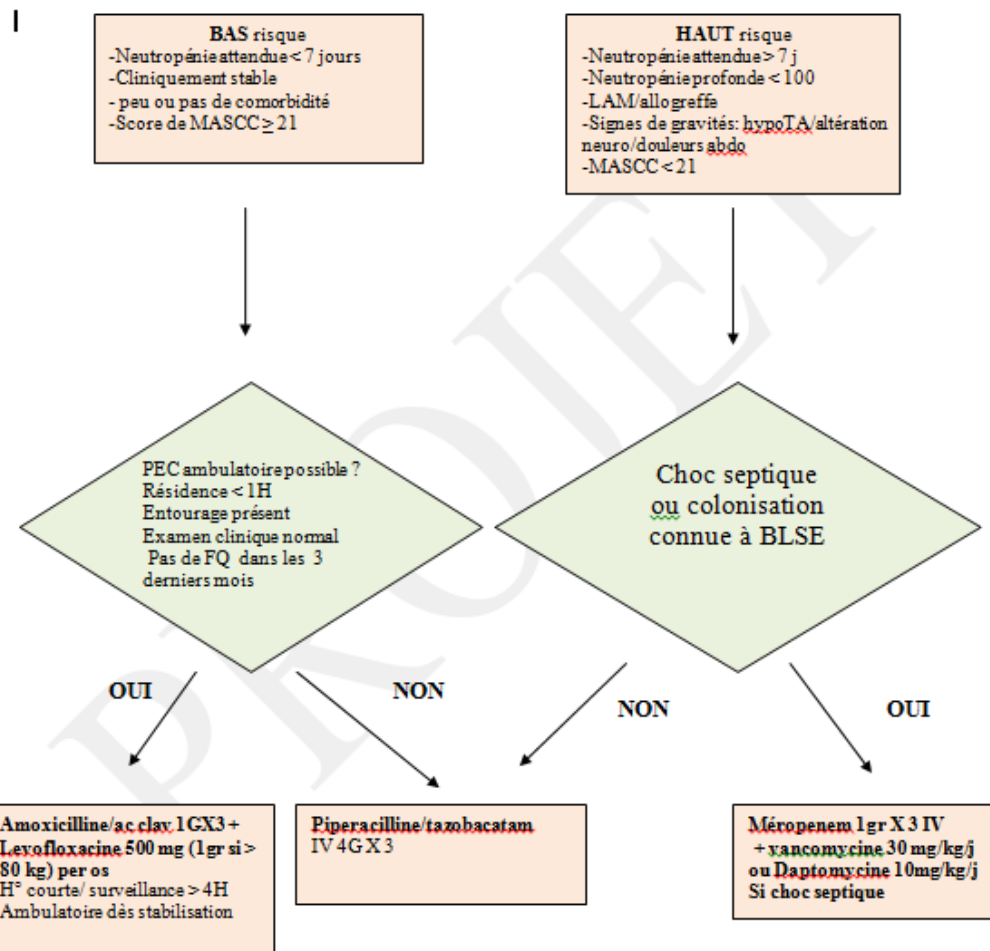 I
BAS risque
-Neutropénie attendue < 7 jours
-Cliniquement stable
- peu ou pas de comorbidité
-Score de MASCC ≥ 21
HAUT risque
-Neutropénie attendue > 7 j
-Neutropénie profonde < 100
-LAM/allogreffe
-Signes de gravités: hypoTA/altération
neuro/douleurs abdo
-MASCC < 21
PEC ambulatoire possible ?
Résidence < 1H
Entourage présent
Examen clinique normal
Pas de FQ dans les 3
derniers mois
Choc septique
ou colonisation
connue à BLSE
OUI
NON
NON
OUI
Amoxicilline/ac clav 1GX3 +
Levofloxacine 500 mg (1gr si >
80 kg) per os
H° courte/ surveillance > 4H
Ambulatoire dès stabilisation
Piperacilline/tazobacatam
IV 4G X 3
Méropenem 1gr X 3 IV
+ vancomycine 30 mg/kg/j
ou Daptomycine 10mg/kg/j
Si choc septique
PROJET